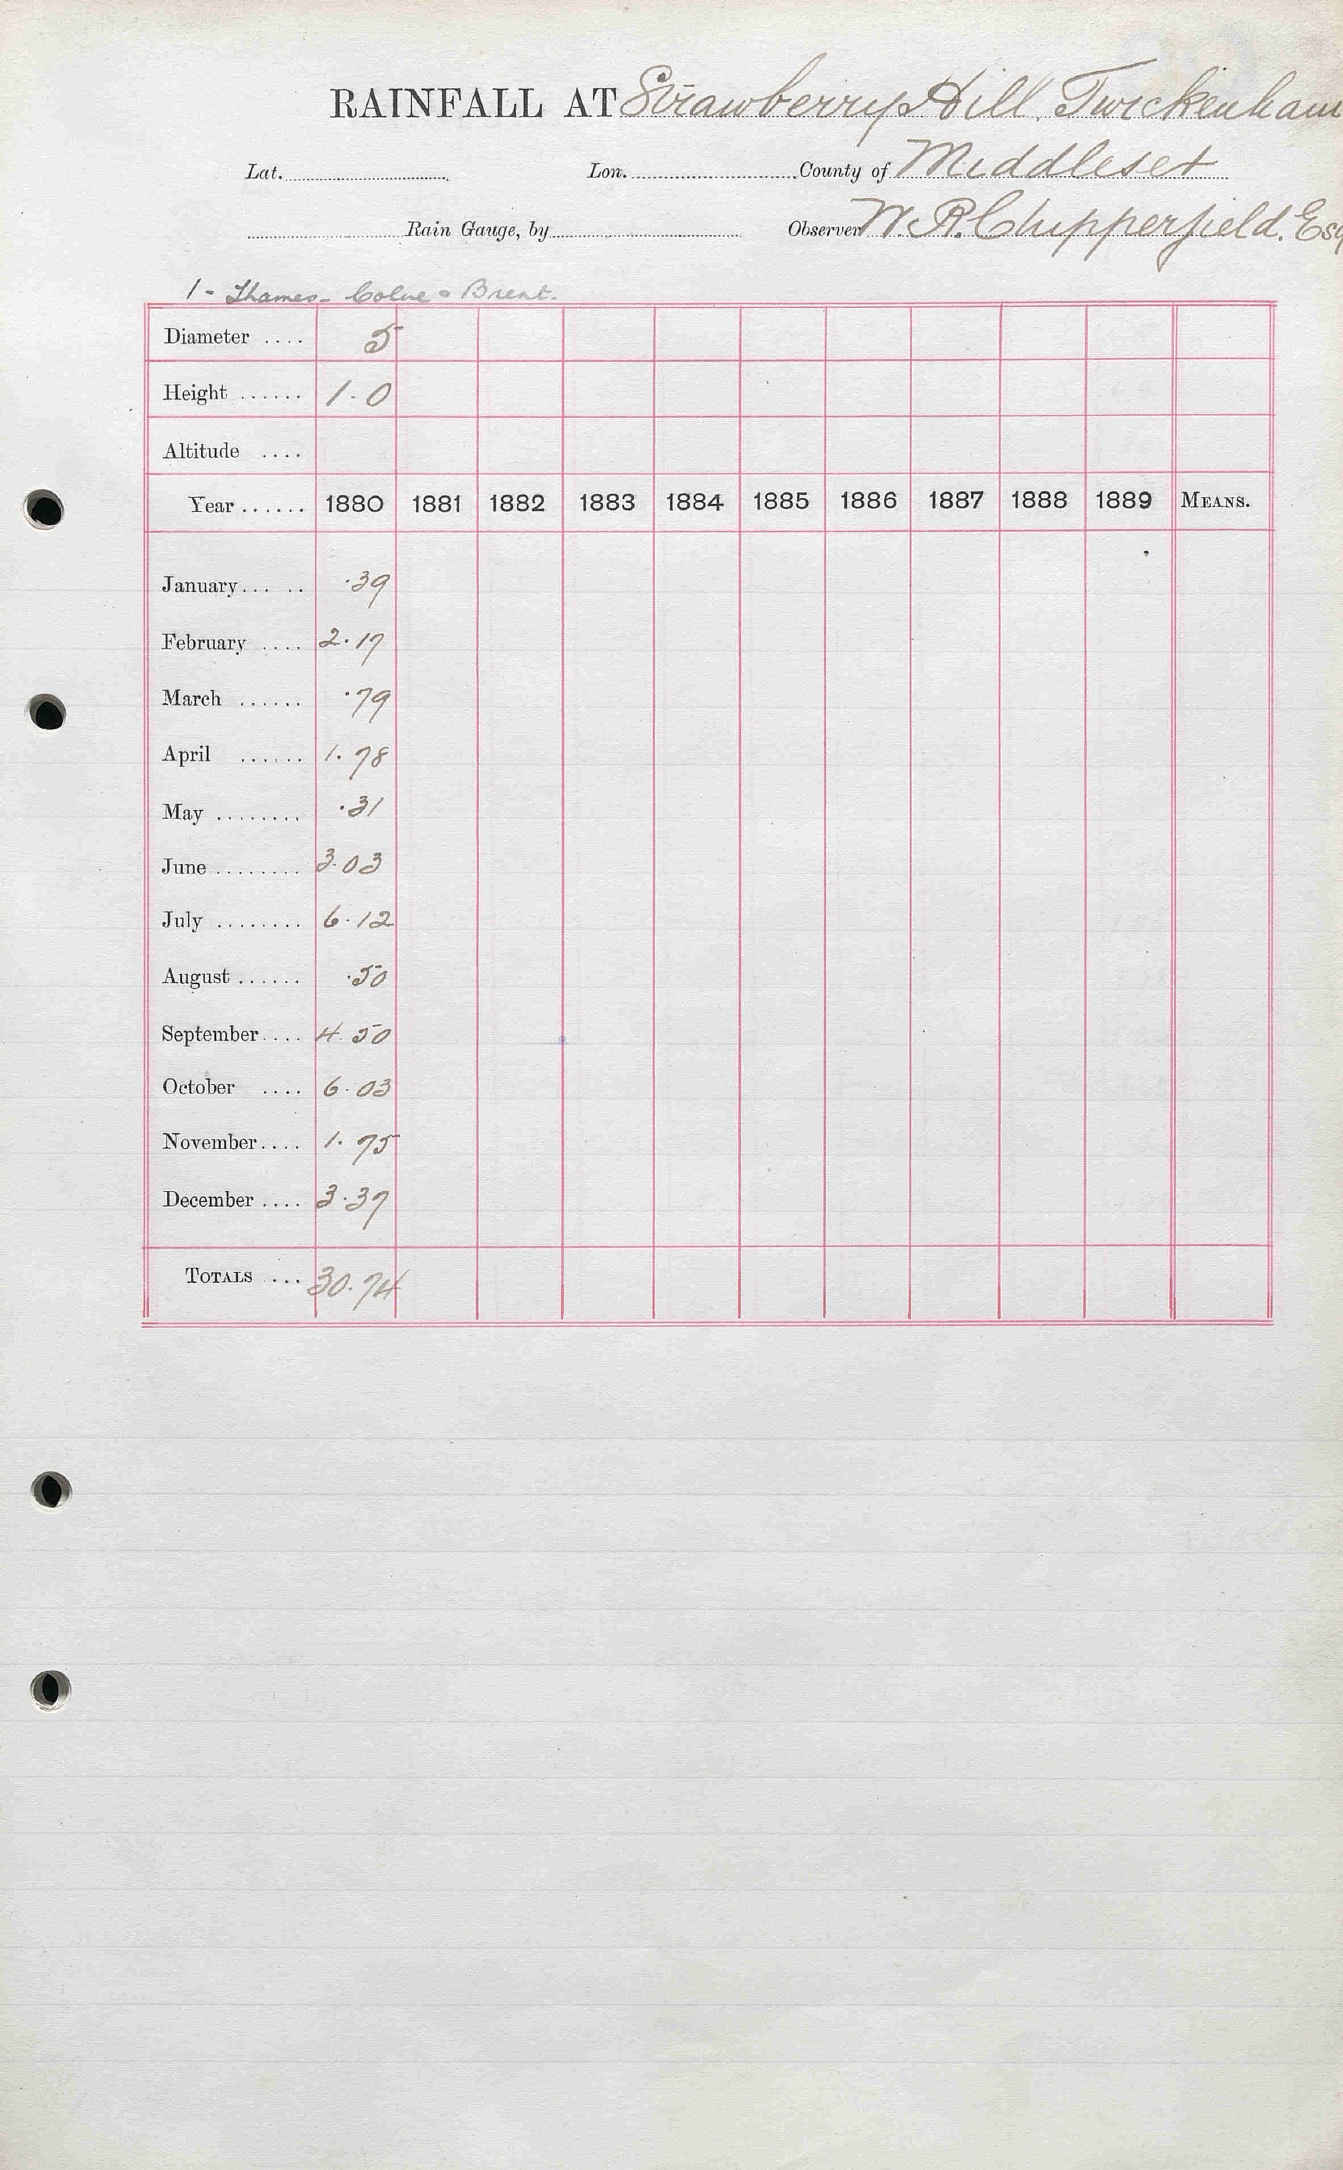 RAINFALL AT Strawberry Hill, Twickenham
Lat. Lon. County of Middlesex
Rain Gauge, by Observer W. R. Chipperfield, Esq
1 - Thames - Colne - Brent.
Diameter .... 5
Height ...... 1.0
Altitude ....
Year ...... 1880 1881 1882 1883 1884 1885 1886 1887 1888 1889 MEANS.
January... .. .39
February .... 2.17
March ...... .79
April ...... 1.78
May ........ .31
June ........ 3.03
July ........ 6.12
August ...... .50
September .... 4.50
October .... 6.03
November .... 1.75
December .... 3.37
TOTALS .... 30.74